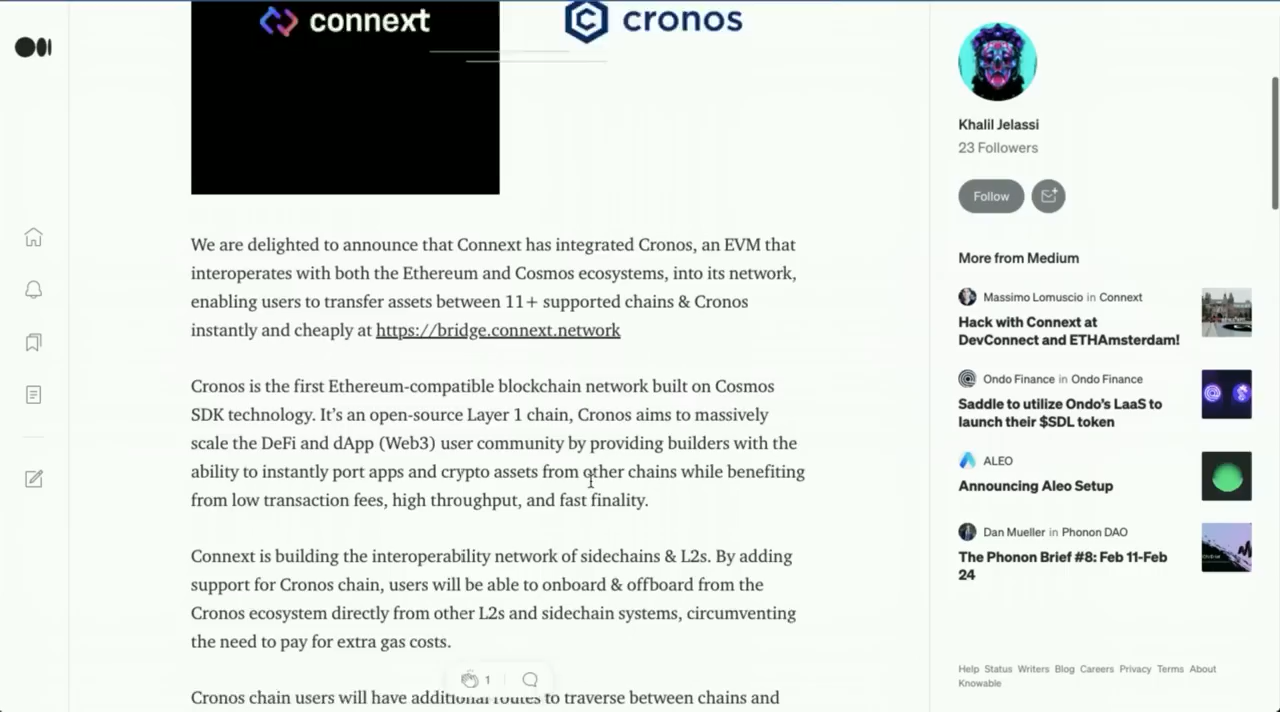 connext
cronos
We are delighted to announce that Connext has integrated Cronos, an EVM that
interoperates with both the Ethereum and Cosmos ecosystems, into its network,
enabling users to transfer assets between 11+ supported chains & Cronos
instantly and cheaply at https://bridge.connext.network
Cronos is the first Ethereum-compatible blockchain network built on Cosmos
SDK technology. It’s an open-source Layer 1 chain, Cronos aims to massively
scale the DeFi and dApp (Web3) user community by providing builders with the
ability to instantly port apps and crypto assets from other chains while benefiting
from low transaction fees, high throughput, and fast finality.
Connext is building the interoperability network of sidechains & L2s. By adding
support for Cronos chain, users will be able to onboard & offboard from the
Cronos ecosystem directly from other L2s and sidechain systems, circumventing
the need to pay for extra gas costs.
1
Cronos chain users will have additional routes to traverse between chains and
Khalil Jelassi
23 Followers
Follow
More from Medium
Massimo Lomuscio in Connext
Hack with Connext at
DevConnect and ETHAmsterdam!
Ondo Finance in Ondo Finance
Saddle to utilize Ondo’s LaaS to
launch their $SDL token
ALEO
Announcing Aleo Setup
Dan Mueller in Phonon DAO
The Phonon Brief #8: Feb 11-Feb
24
Help Status Writers Blog Careers Privacy Terms About
Knowable